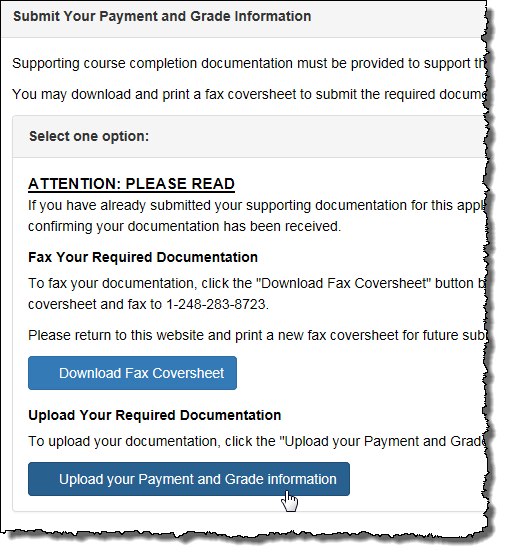 Submit Your Payment and Grade Information
Supporting course completion documentation must be provided to support
You may download and print a fax coversheet to submit the required
Select one option:
ATTENTION: PLEASE READ
If you have already submitted your supporting documentation for this
confirming your documentation has been received.
Fax Your Required Documentation
To fax your documentation, click the "Download Fax Coversheet" button
coversheet and fax to 1-248-283-8723.
Please return to this website and print a new fax coversheet for future
Download Fax Coversheet
Upload Your Required Documentation
To upload your documentation, click the "Upload your Payment and
Upload your Payment and Grade information